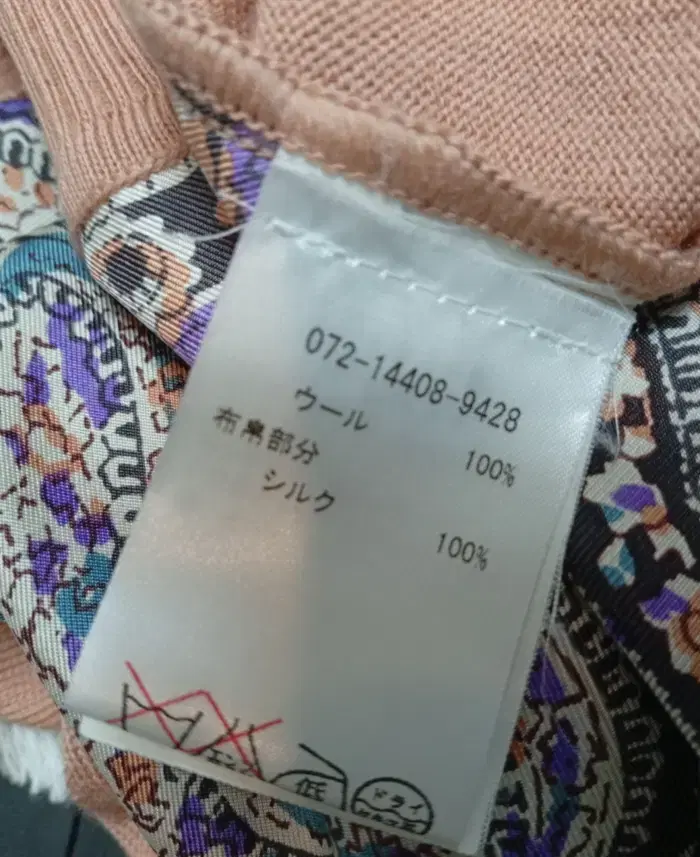 072-14408-9428
ウール 100%
布帛部分
シルク 100%
低 ドライ